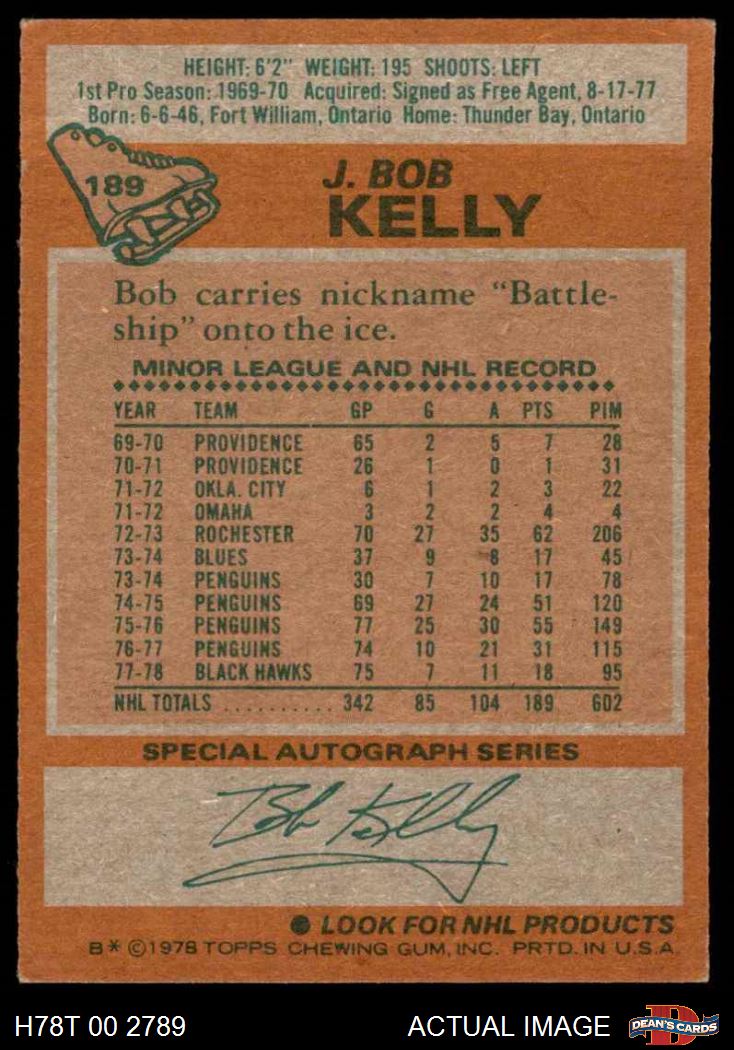 HEIGHT: 6'2" WEIGHT: 195 SHOOTS: LEFT
1st Pro Season: 1969-70 Acquired: Signed as Free Agent, 8-17-77
Born: 6-6-46, Fort William, Ontario Home: Thunder Bay, Ontario
189
J. BOB
KELLY
Bob carries nickname "Battle-
ship" onto the ice.
MINOR LEAGUE AND NHL RECORD
YEAR TEAM GP G A PTS PIM
69-70 PROVIDENCE 65 2 5 7 28
70-71 PROVIDENCE 26 1 0 1 31
71-72 OKLA. CITY 6 1 2 3 22
71-72 OMAHA 3 2 2 4 4
72-73 ROCHESTER 70 27 35 62 206
73-74 BLUES 37 9 8 17 45
73-74 PENGUINS 30 7 10 17 78
74-75 PENGUINS 69 27 24 51 120
75-76 PENGUINS 77 25 30 55 149
76-77 PENGUINS 74 10 21 31 115
77-78 BLACK HAWKS 75 7 11 18 95
NHL TOTALS .......... 342 85 104 189 602
SPECIAL AUTOGRAPH SERIES
Bob Kelly
● LOOK FOR NHL PRODUCTS
B* ©1978 TOPPS CHEWING GUM, INC. PRTD. IN U.S.A.
H78T 00 2789 ACTUAL IMAGE D DEAN'S CARDS